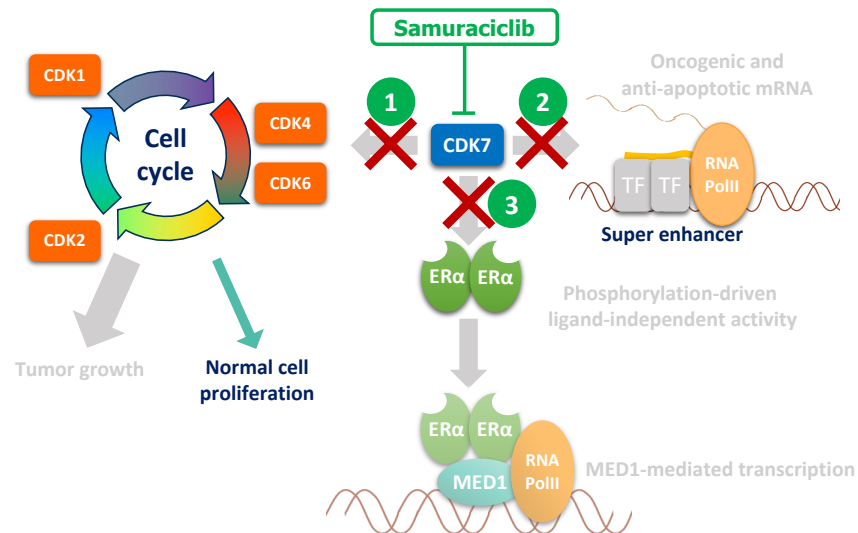 Samuraciclib
Oncogenic and
anti-apoptotic mRNA
CDK1
CDK4
CDK6
CDK2
Cell
cycle
1
2
CDK7
3
RNA
PolII
TF
TF
Super enhancer
ERα
ERα
Phosphorylation-driven
ligand-independent activity
Tumor growth
Normal cell
proliferation
ERα
ERα
MED1
RNA
PolII
MED1-mediated transcription